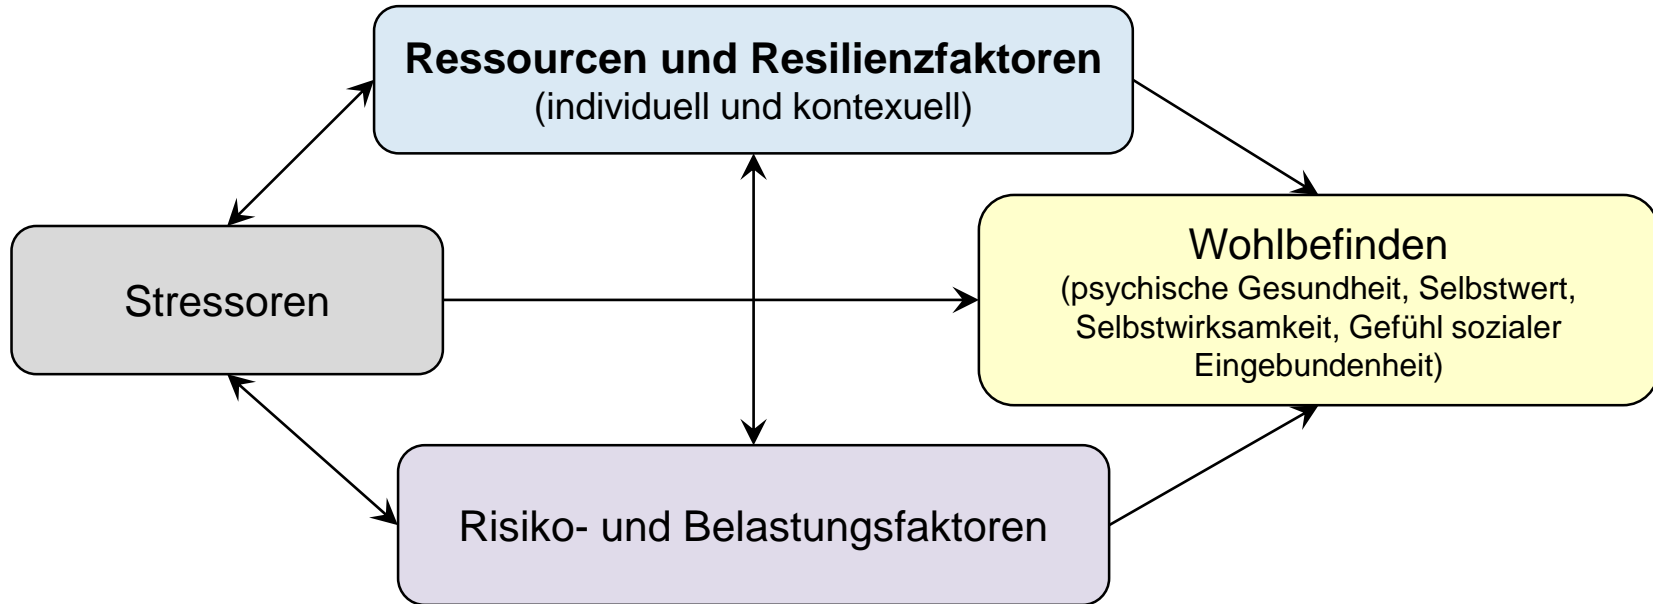 Ressourcen und Resilienzfaktoren
(individuell und kontexuell)
Stressoren
Wohlbefinden
(psychische Gesundheit, Selbstwert,
Selbstwirksamkeit, Gefühl sozialer
Eingebundenheit)
Risiko- und Belastungsfaktoren